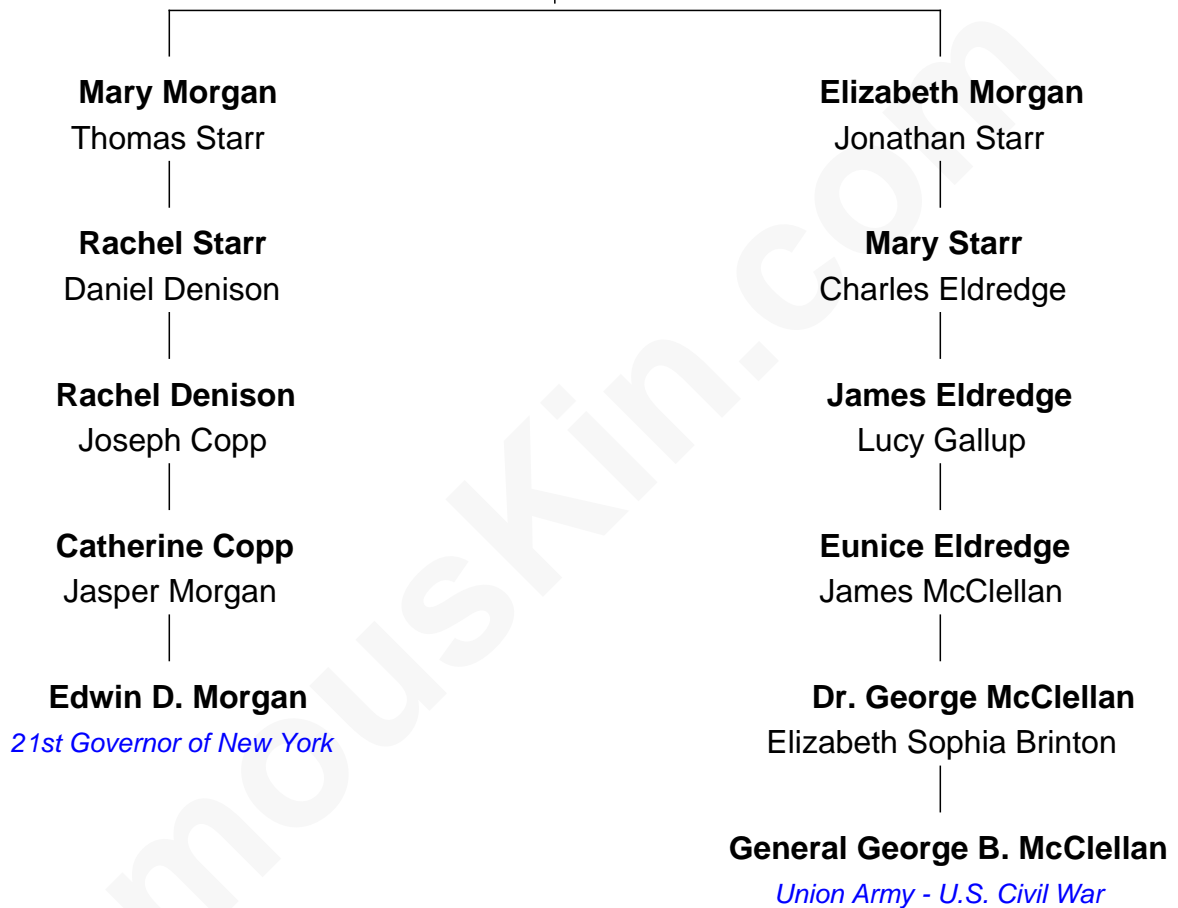 Mary Morgan
Thomas Starr
Rachel Starr
Daniel Denison
Rachel Denison
Joseph Copp
Catherine Copp
Jasper Morgan
Edwin D. Morgan
21st Governor of New York
Elizabeth Morgan
Jonathan Starr
Mary Starr
Charles Eldredge
James Eldredge
Lucy Gallup
Eunice Eldredge
James McClellan
Dr. George McClellan
Elizabeth Sophia Brinton
General George B. McClellan
Union Army - U.S. Civil War
mouskin.com